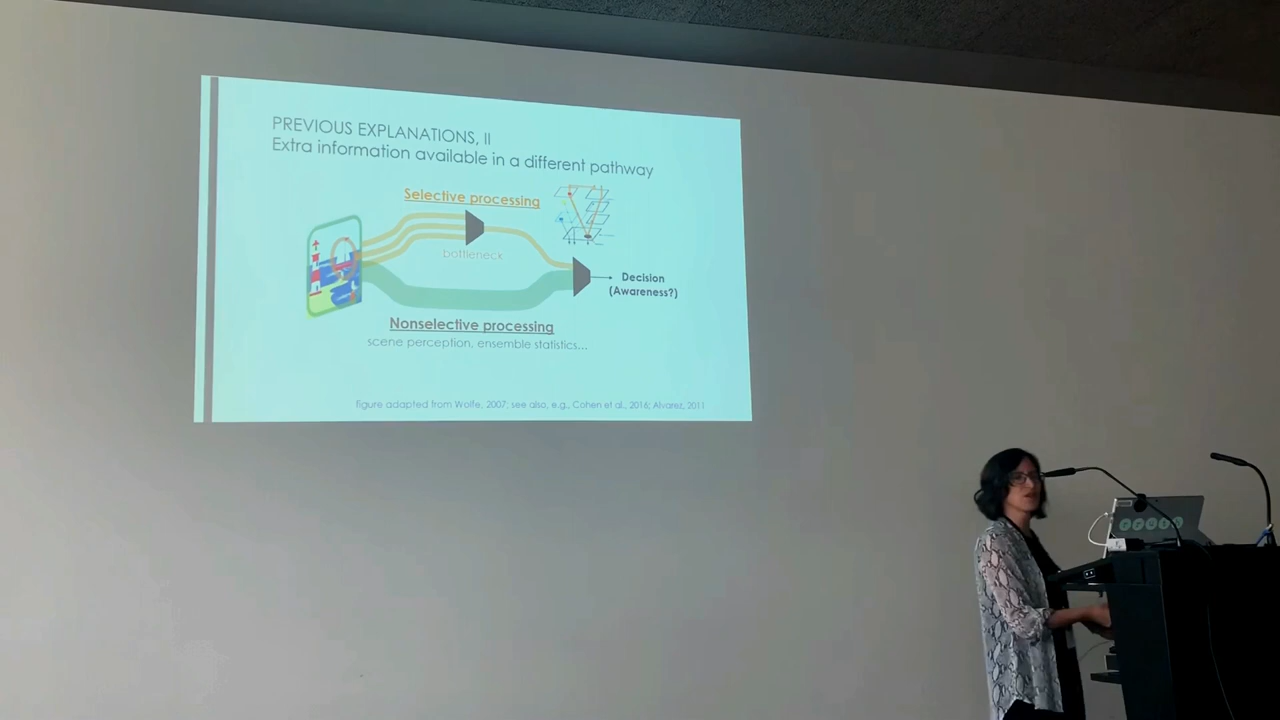 PREVIOUS EXPLANATIONS, II
Extra information available in a different pathway
Selective processing
bottleneck
Decision
(Awareness?)
Nonselective processing
scene perception, ensemble statistics...
figure adapted from Wolfe, 2007; see also, e.g., Cohen et al., 2016; Alvarez, 2011